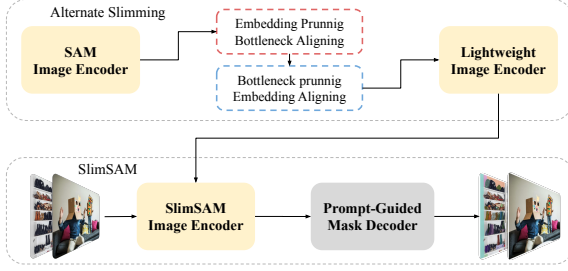 Alternate Slimming
SAM
Image Encoder
Embedding Prunnig
Bottleneck Aligning
Bottleneck prunnig
Embedding Aligning
Lightweight
Image Encoder
SlimSAM
SlimSAM
Image Encoder
Prompt-Guided
Mask Decoder